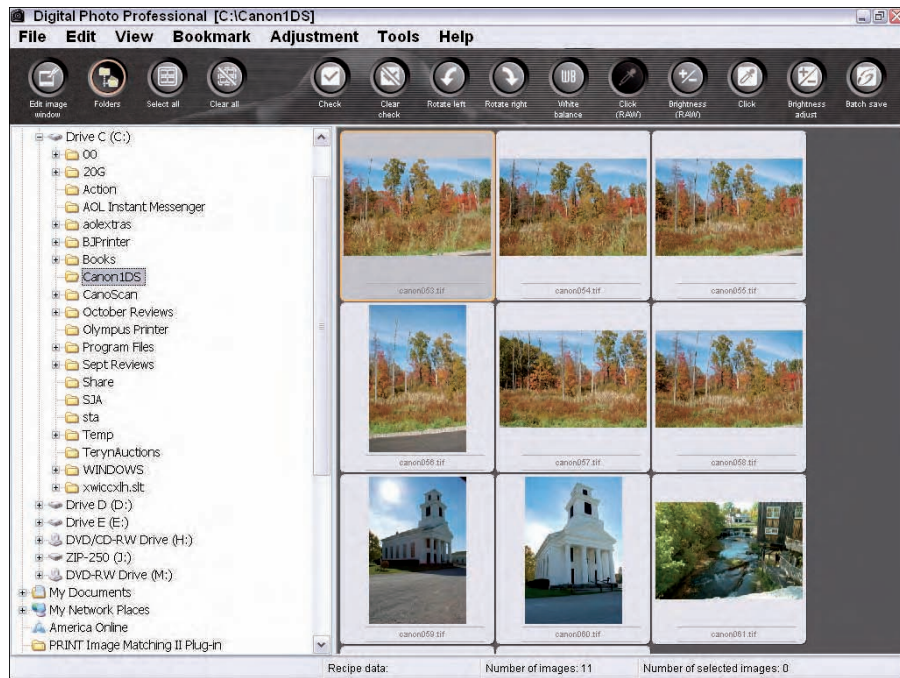 Digital Photo Professional [C:\Canon1DS]
File Edit View Bookmark Adjustment Tools Help
Edit image window
Folders
Select all
Clear all
Check
Clear check
Rotate left
Rotate right
WB
White balance
Click (RAW)
Brightness (RAW)
Click
Brightness adjust
Batch save
Drive C (C:)
00
20G
Action
AOL Instant Messenger
aolextras
BJPrinter
Books
Canon1DS
CanoScan
October Reviews
Olympus Printer
Program Files
Sept Reviews
Share
SJA
sta
Temp
TerynAuctions
WINDOWS
xwiccxlh.slt
Drive D (D:)
Drive E (E:)
DVD/CD-RW Drive (H:)
ZIP-250 (J:)
DVD-RW Drive (M:)
My Documents
My Network Places
America Online
PRINT Image Matching II Plug-in
canon053.tif
canon054.tif
canon055.tif
canon056.tif
canon057.tif
canon058.tif
canon059.tif
canon060.tif
canon061.tif
Recipe data: Number of images: 11 Number of selected images: 0